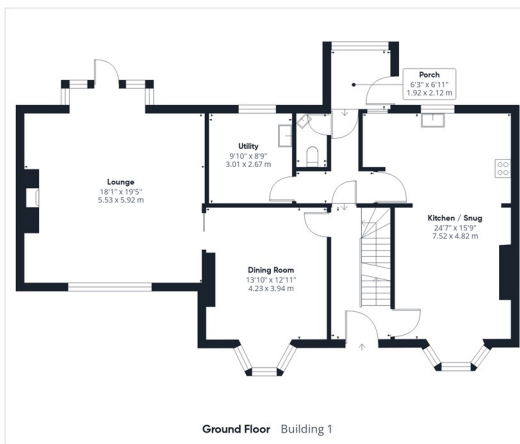 Porch
6'3" x 6'11"
1.92 x 2.12 m
Utility
9'10" x 8'9"
3.01 x 2.67 m
Lounge
18'1" x 19'5"
5.53 x 5.92 m
Kitchen / Snug
24'7" x 15'9"
7.52 x 4.82 m
Dining Room
13'10" x 12'11"
4.23 x 3.94 m
Ground Floor Building 1